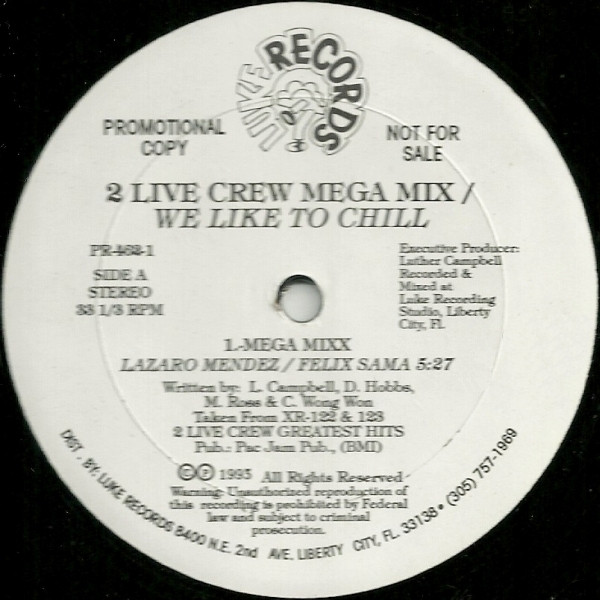 LUKE RECORDS
PROMOTIONAL
COPY
NOT FOR
SALE
2 LIVE CREW MEGA MIX /
WE LIKE TO CHILL
PR-462-1
SIDE A
STEREO
33 1/3 RPM
Executive Producer:
Luther Campbell
Recorded &
Mixed at
Luke Recording
Studio, Liberty
City, Fl.
1.-MEGA MIXX
LAZARO MENDEZ / FELIX SAMA 5:27
Written by: L. Campbell, D. Hobbs,
M. Ross & C. Wong Won
Taken From XR-122 & 123
2 LIVE CREW GREATEST HITS
Pub.: Pac Jam Pub., (BMI)
©℗ 1993 All Rights Reserved
Warning: Unauthorized reproduction of
this recording is prohibited by Federal
law and subject to criminal
prosecution.
DIST. BY: LUKE RECORDS 8400 N.E. 2nd AVE. LIBERTY CITY, FL. 33138 • (305) 757-1969